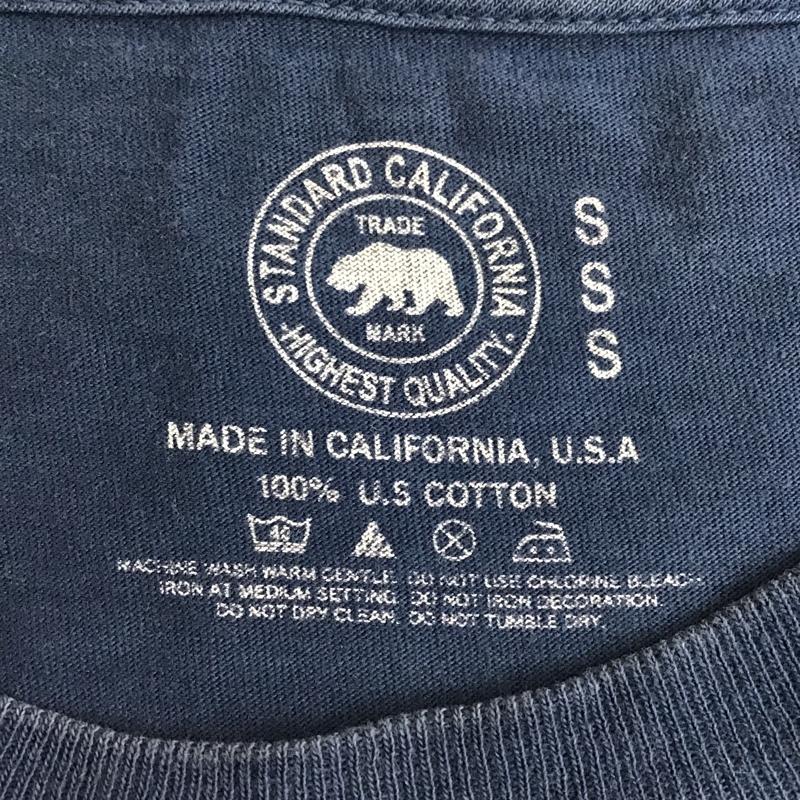 STANDARD CALIFORNIA
TRADE
MARK
·HIGHEST QUALITY·
S
S
S
MADE IN CALIFORNIA, U.S.A
100% U.S COTTON
40
MACHINE WASH WARM GENTLE. DO NOT USE CHLORINE BLEACH.
IRON AT MEDIUM SETTING. DO NOT IRON DECORATION.
DO NOT DRY CLEAN. DO NOT TUMBLE DRY.